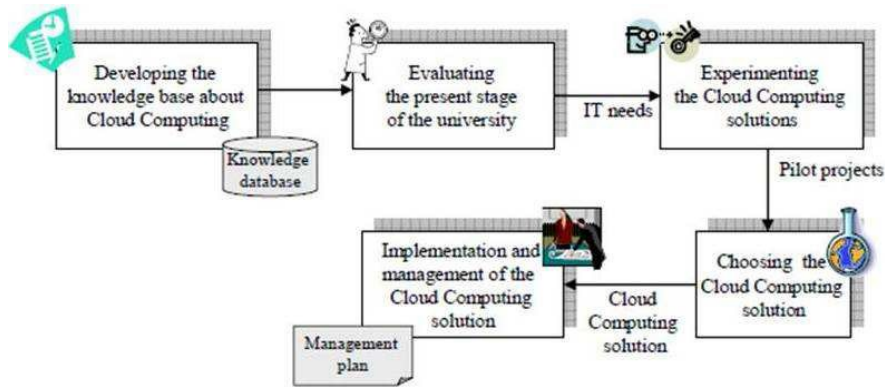 Developing the
knowledge base about
Cloud Computing
Knowledge
database
Evaluating
the present stage
of the university
IT needs
Experimenting
the Cloud Computing
solutions
Pilot projects
Choosing the
Cloud Computing
solution
Cloud
Computing
solution
Implementation and
management of the
Cloud Computing
solution
Management
plan